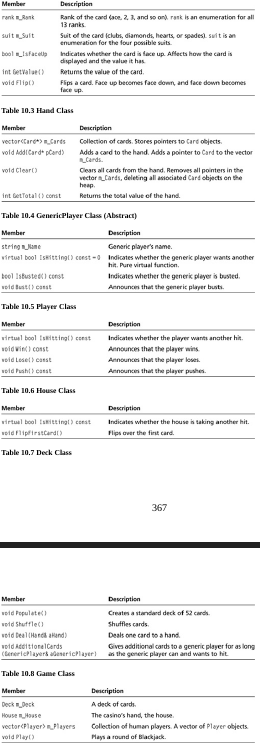 Member Description
rank m_Rank Rank of the card (ace, 2, 3, and so on). rank is an enumeration for all
13 ranks.
suit m_Suit Suit of the card (clubs, diamonds, hearts, or spades). suit is an
enumeration for the four possible suits.
bool m_IsFaceUp Indicates whether the card is face up. Affects how the card is
displayed and the value it has.
int GetValue() Returns the value of the card.
void Flip() Flips a card. Face up becomes face down, and face down becomes
face up.
Table 10.3 Hand Class
Member Description
vector<Card*> m_Cards Collection of cards. Stores pointers to Card objects.
void Add(Card* pCard) Adds a card to the hand. Adds a pointer to Card to the vector
m_Cards.
void Clear() Clears all cards from the hand. Removes all pointers in the
vector m_Cards, deleting all associated Card objects on the
heap.
int GetTotal() const Returns the total value of the hand.
Table 10.4 GenericPlayer Class (Abstract)
Member Description
string m_Name Generic player's name.
virtual bool IsHitting() const = 0 Indicates whether the generic player wants another
hit. Pure virtual function.
bool IsBusted() const Indicates whether the generic player is busted.
void Bust() const Announces that the generic player busts.
Table 10.5 Player Class
Member Description
virtual bool IsHitting() const Indicates whether the player wants another hit.
void Win() const Announces that the player wins.
void Lose() const Announces that the player loses.
void Push() const Announces that the player pushes.
Table 10.6 House Class
Member Description
virtual bool IsHitting() const Indicates whether the house is taking another hit.
void FlipFirstCard() Flips over the first card.
Table 10.7 Deck Class
367
Member Description
void Populate() Creates a standard deck of 52 cards.
void Shuffle() Shuffles cards.
void Deal(Hand& aHand) Deals one card to a hand.
void AdditionalCards Gives additional cards to a generic player for as long
(GenericPlayer& aGenericPlayer) as the generic player can and wants to hit.
Table 10.8 Game Class
Member Description
Deck m_Deck A deck of cards.
House m_House The casino's hand, the house.
vector<Player> m_Players Collection of human players. A vector of Player objects.
void Play() Plays a round of Blackjack.